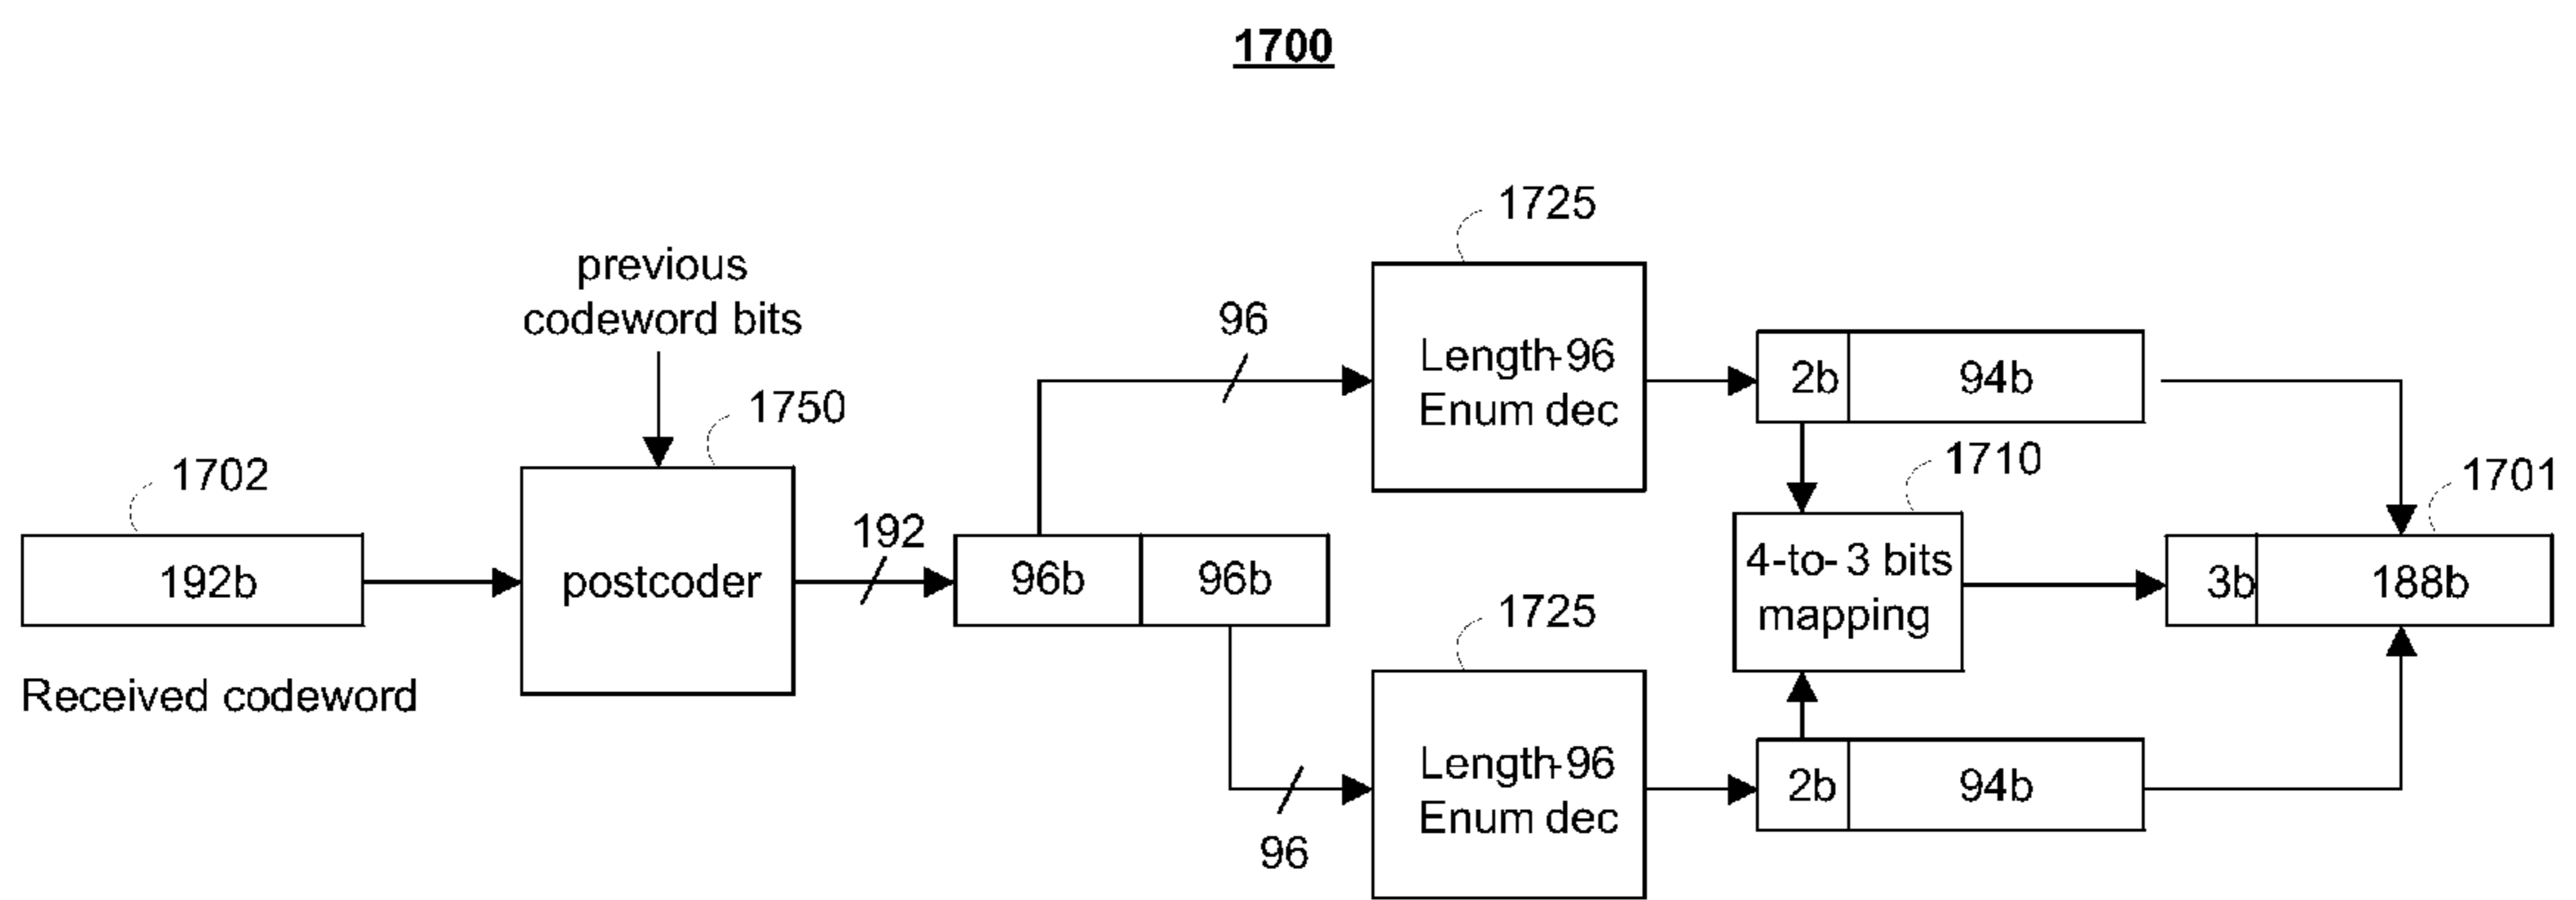 1700
1725
previous
codeword bits
96
Length-96
Enum dec
2b
94b
1750
1702
1710
1701
192
192b
postcoder
96b
96b
4-to-3 bits
mapping
3b
188b
1725
Received codeword
Length-96
Enum dec
2b
94b
96